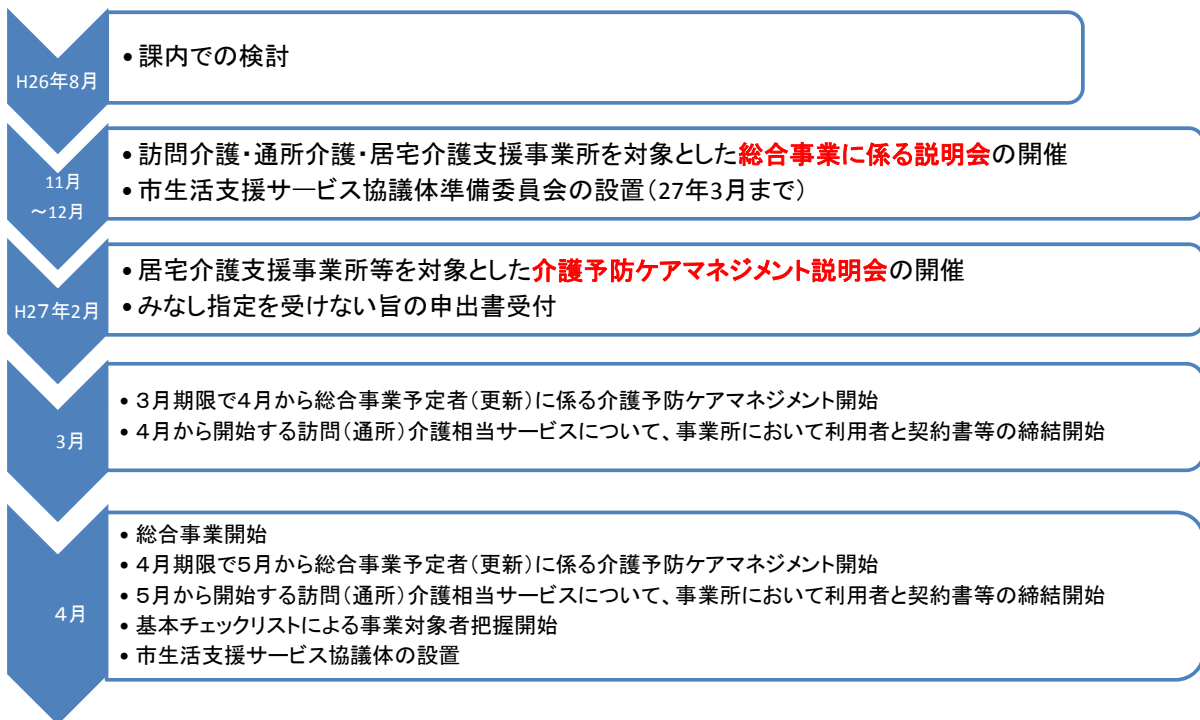 H26年8月
• 課内での検討
11月
～12月
• 訪問介護・通所介護・居宅介護支援事業所を対象とした総合事業に係る説明会の開催
• 市生活支援サービス協議体準備委員会の設置（27年3月まで）
H27年2月
• 居宅介護支援事業所等を対象とした介護予防ケアマネジメント説明会の開催
• みなし指定を受けない旨の申出書受付
3月
• ３月期限で４月から総合事業予定者（更新）に係る介護予防ケアマネジメント開始
• ４月から開始する訪問（通所）介護相当サービスについて、事業所において利用者と契約書等の締結開始
４月
• 総合事業開始
• ４月期限で５月から総合事業予定者（更新）に係る介護予防ケアマネジメント開始
• ５月から開始する訪問（通所）介護相当サービスについて、事業所において利用者と契約書等の締結開始
• 基本チェックリストによる事業対象者把握開始
• 市生活支援サービス協議体の設置